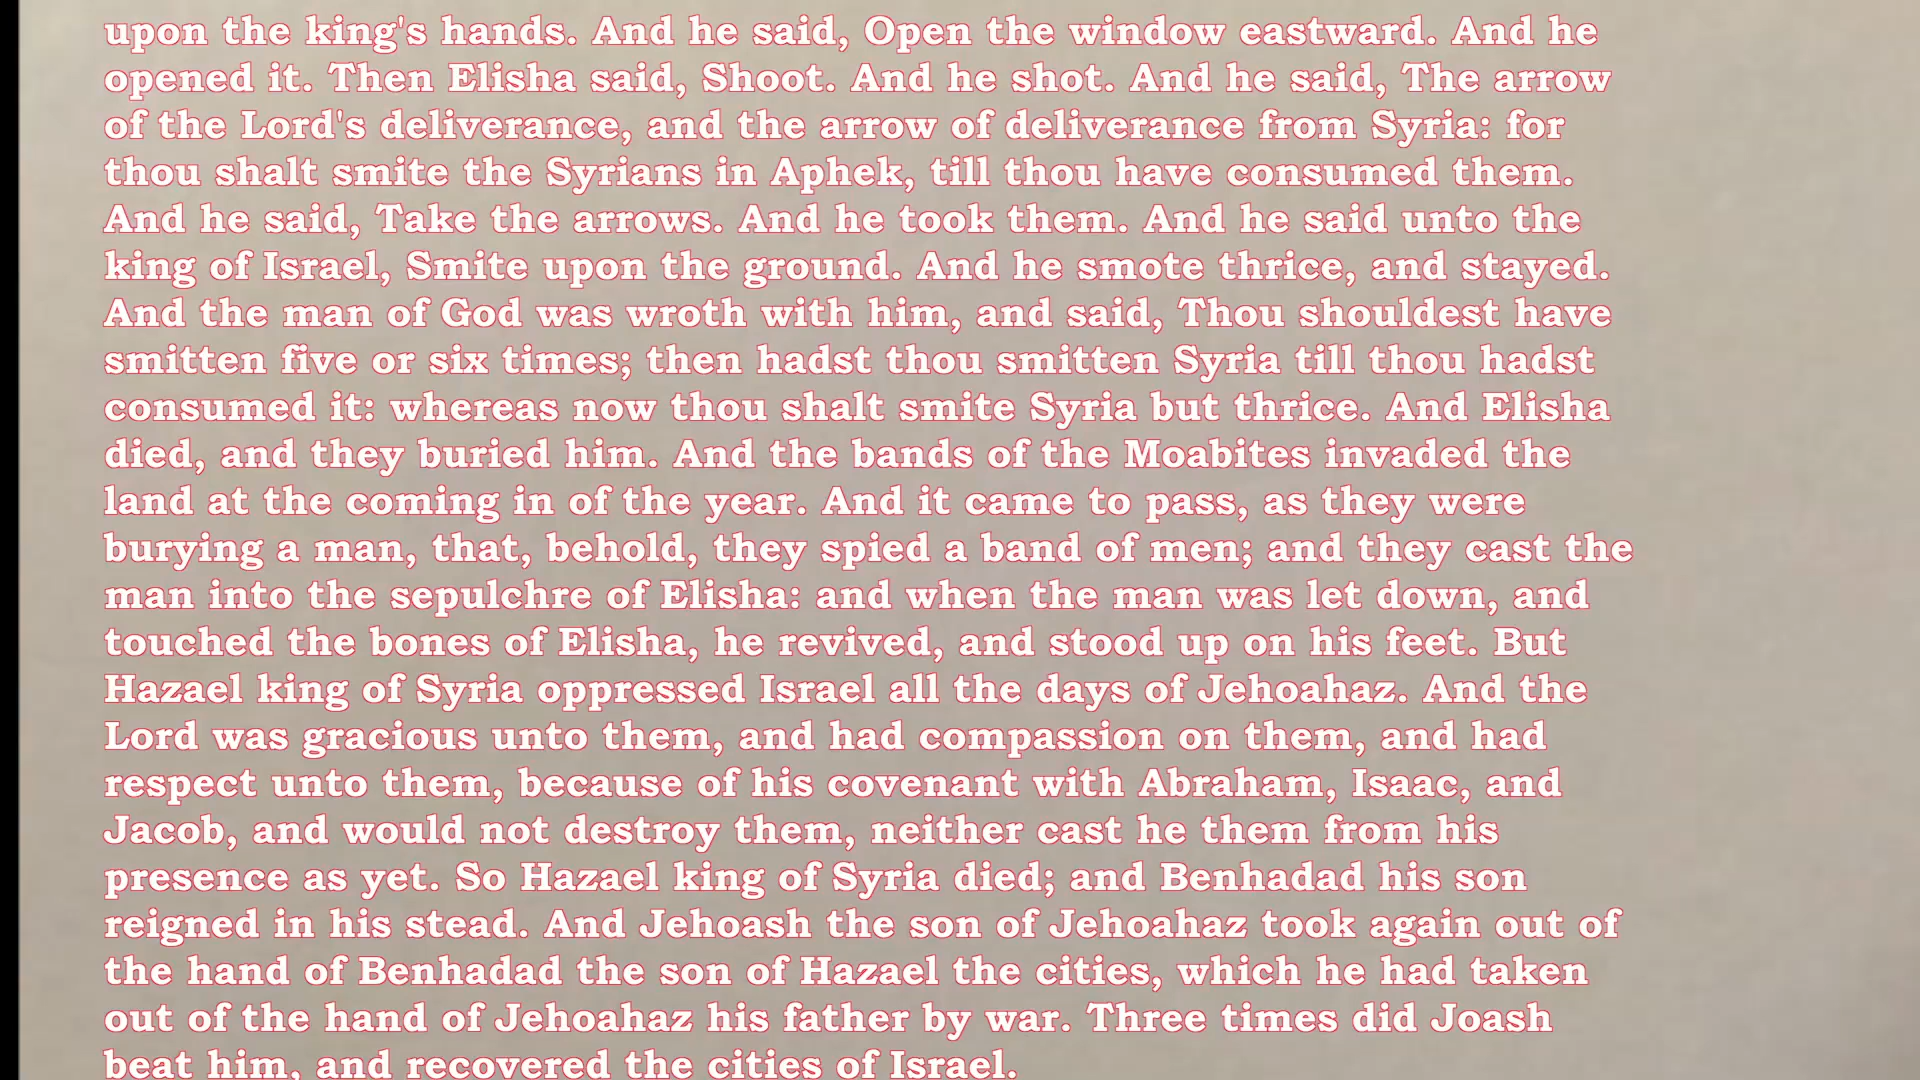 upon the king's hands. And he said, Open the window eastward. And he
opened it. Then Elisha said, Shoot. And he shot. And he said, The arrow
of the Lord's deliverance, and the arrow of deliverance from Syria: for
thou shalt smite the Syrians in Aphek, till thou have consumed them.
And he said, Take the arrows. And he took them. And he said unto the
king of Israel, Smite upon the ground. And he smote thrice, and stayed.
And the man of God was wroth with him, and said, Thou shouldest have
smitten five or six times; then hadst thou smitten Syria till thou hadst
consumed it: whereas now thou shalt smite Syria but thrice. And Elisha
died, and they buried him. And the bands of the Moabites invaded the
land at the coming in of the year. And it came to pass, as they were
burying a man, that, behold, they spied a band of men; and they cast the
man into the sepulchre of Elisha: and when the man was let down, and
touched the bones of Elisha, he revived, and stood up on his feet. But
Hazael king of Syria oppressed Israel all the days of Jehoahaz. And the
Lord was gracious unto them, and had compassion on them, and had
respect unto them, because of his covenant with Abraham, Isaac, and
Jacob, and would not destroy them, neither cast he them from his
presence as yet. So Hazael king of Syria died; and Benhadad his son
reigned in his stead. And Jehoash the son of Jehoahaz took again out of
the hand of Benhadad the son of Hazael the cities, which he had taken
out of the hand of Jehoahaz his father by war. Three times did Joash
beat him, and recovered the cities of Israel.